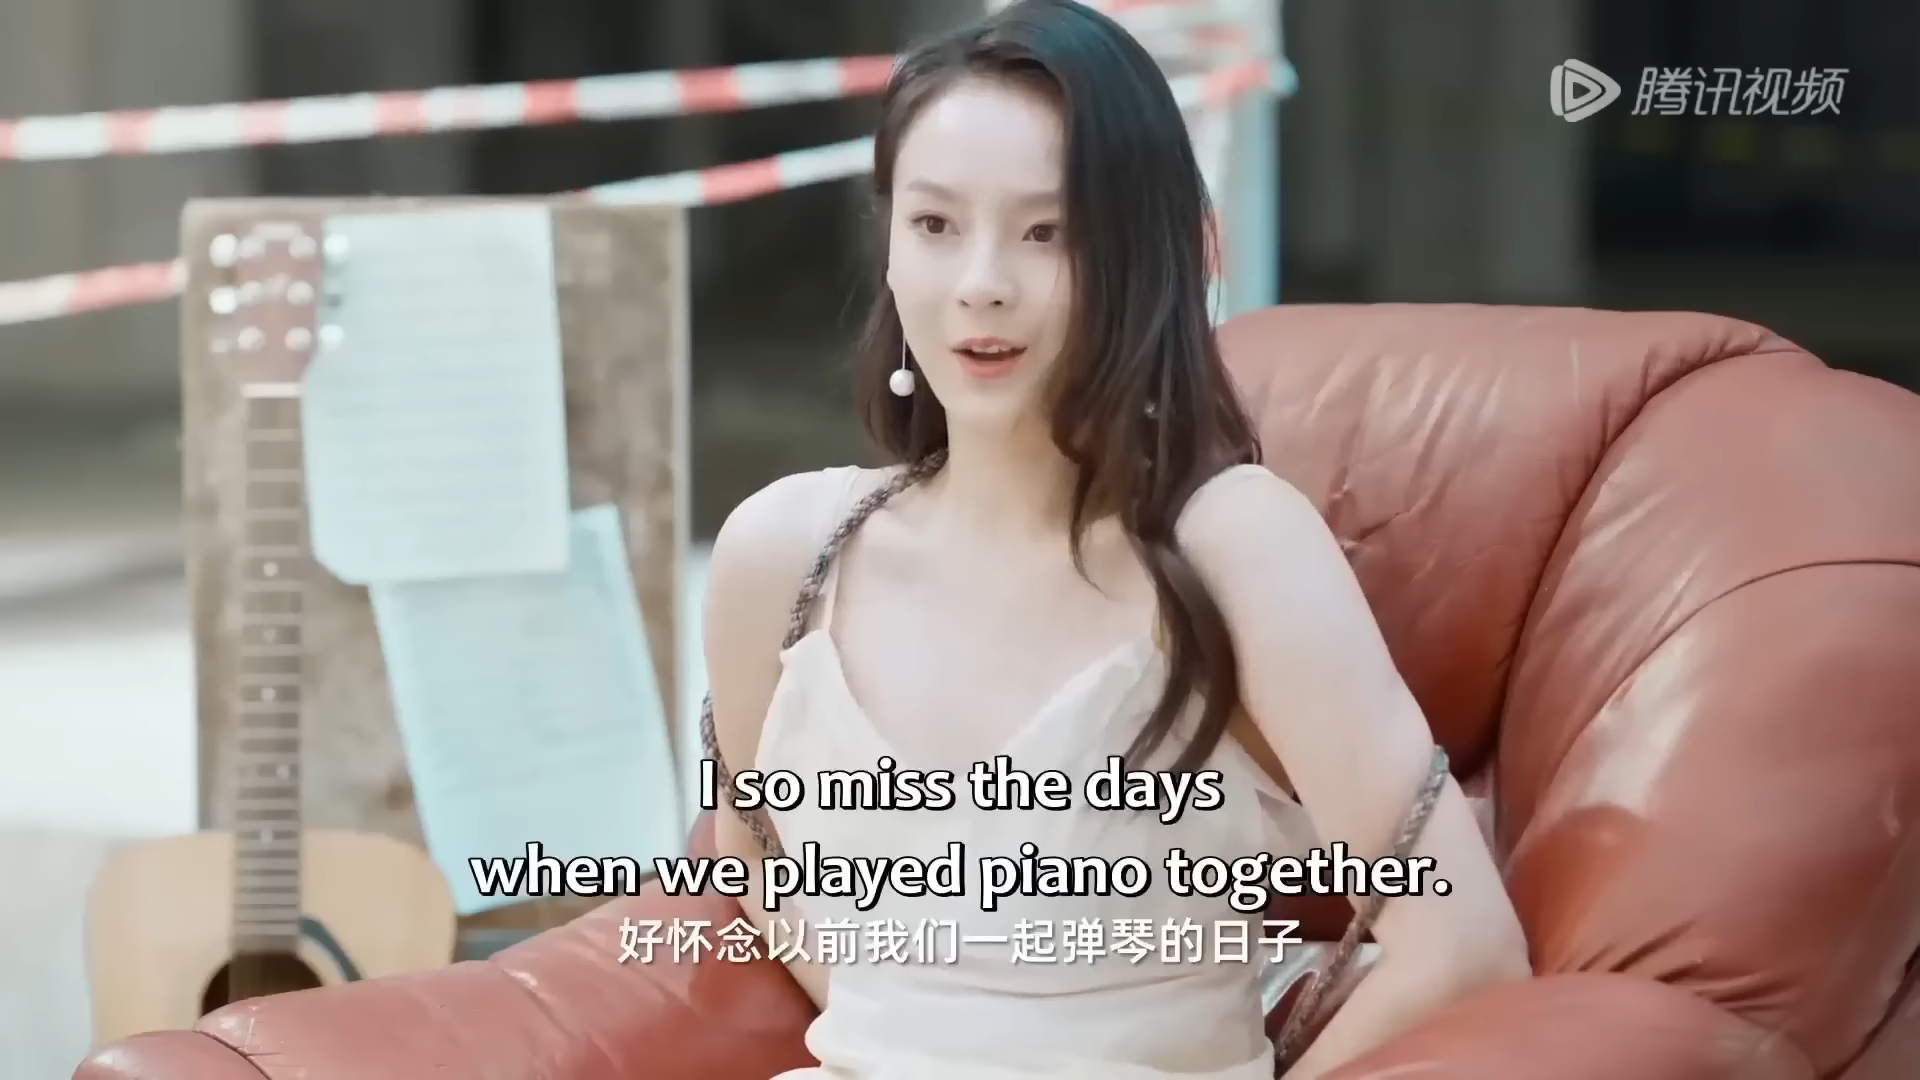 腾讯视频
I so miss the days
when we played piano together.
好怀念以前我们一起弹琴的日子